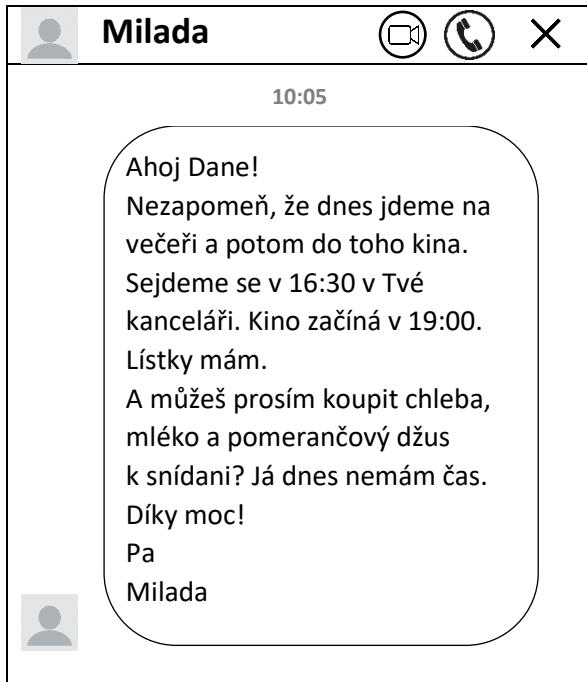 Milada
10:05
Ahoj Dane!
Nezapomeň, že dnes jdeme na
večeři a potom do toho kina.
Sejdeme se v 16:30 v Tvé
kanceláři. Kino začíná v 19:00.
Lístky mám.
A můžeš prosím koupit chleba,
mléko a pomerančový džus
k snídani? Já dnes nemám čas.
Díky moc!
Pa
Milada